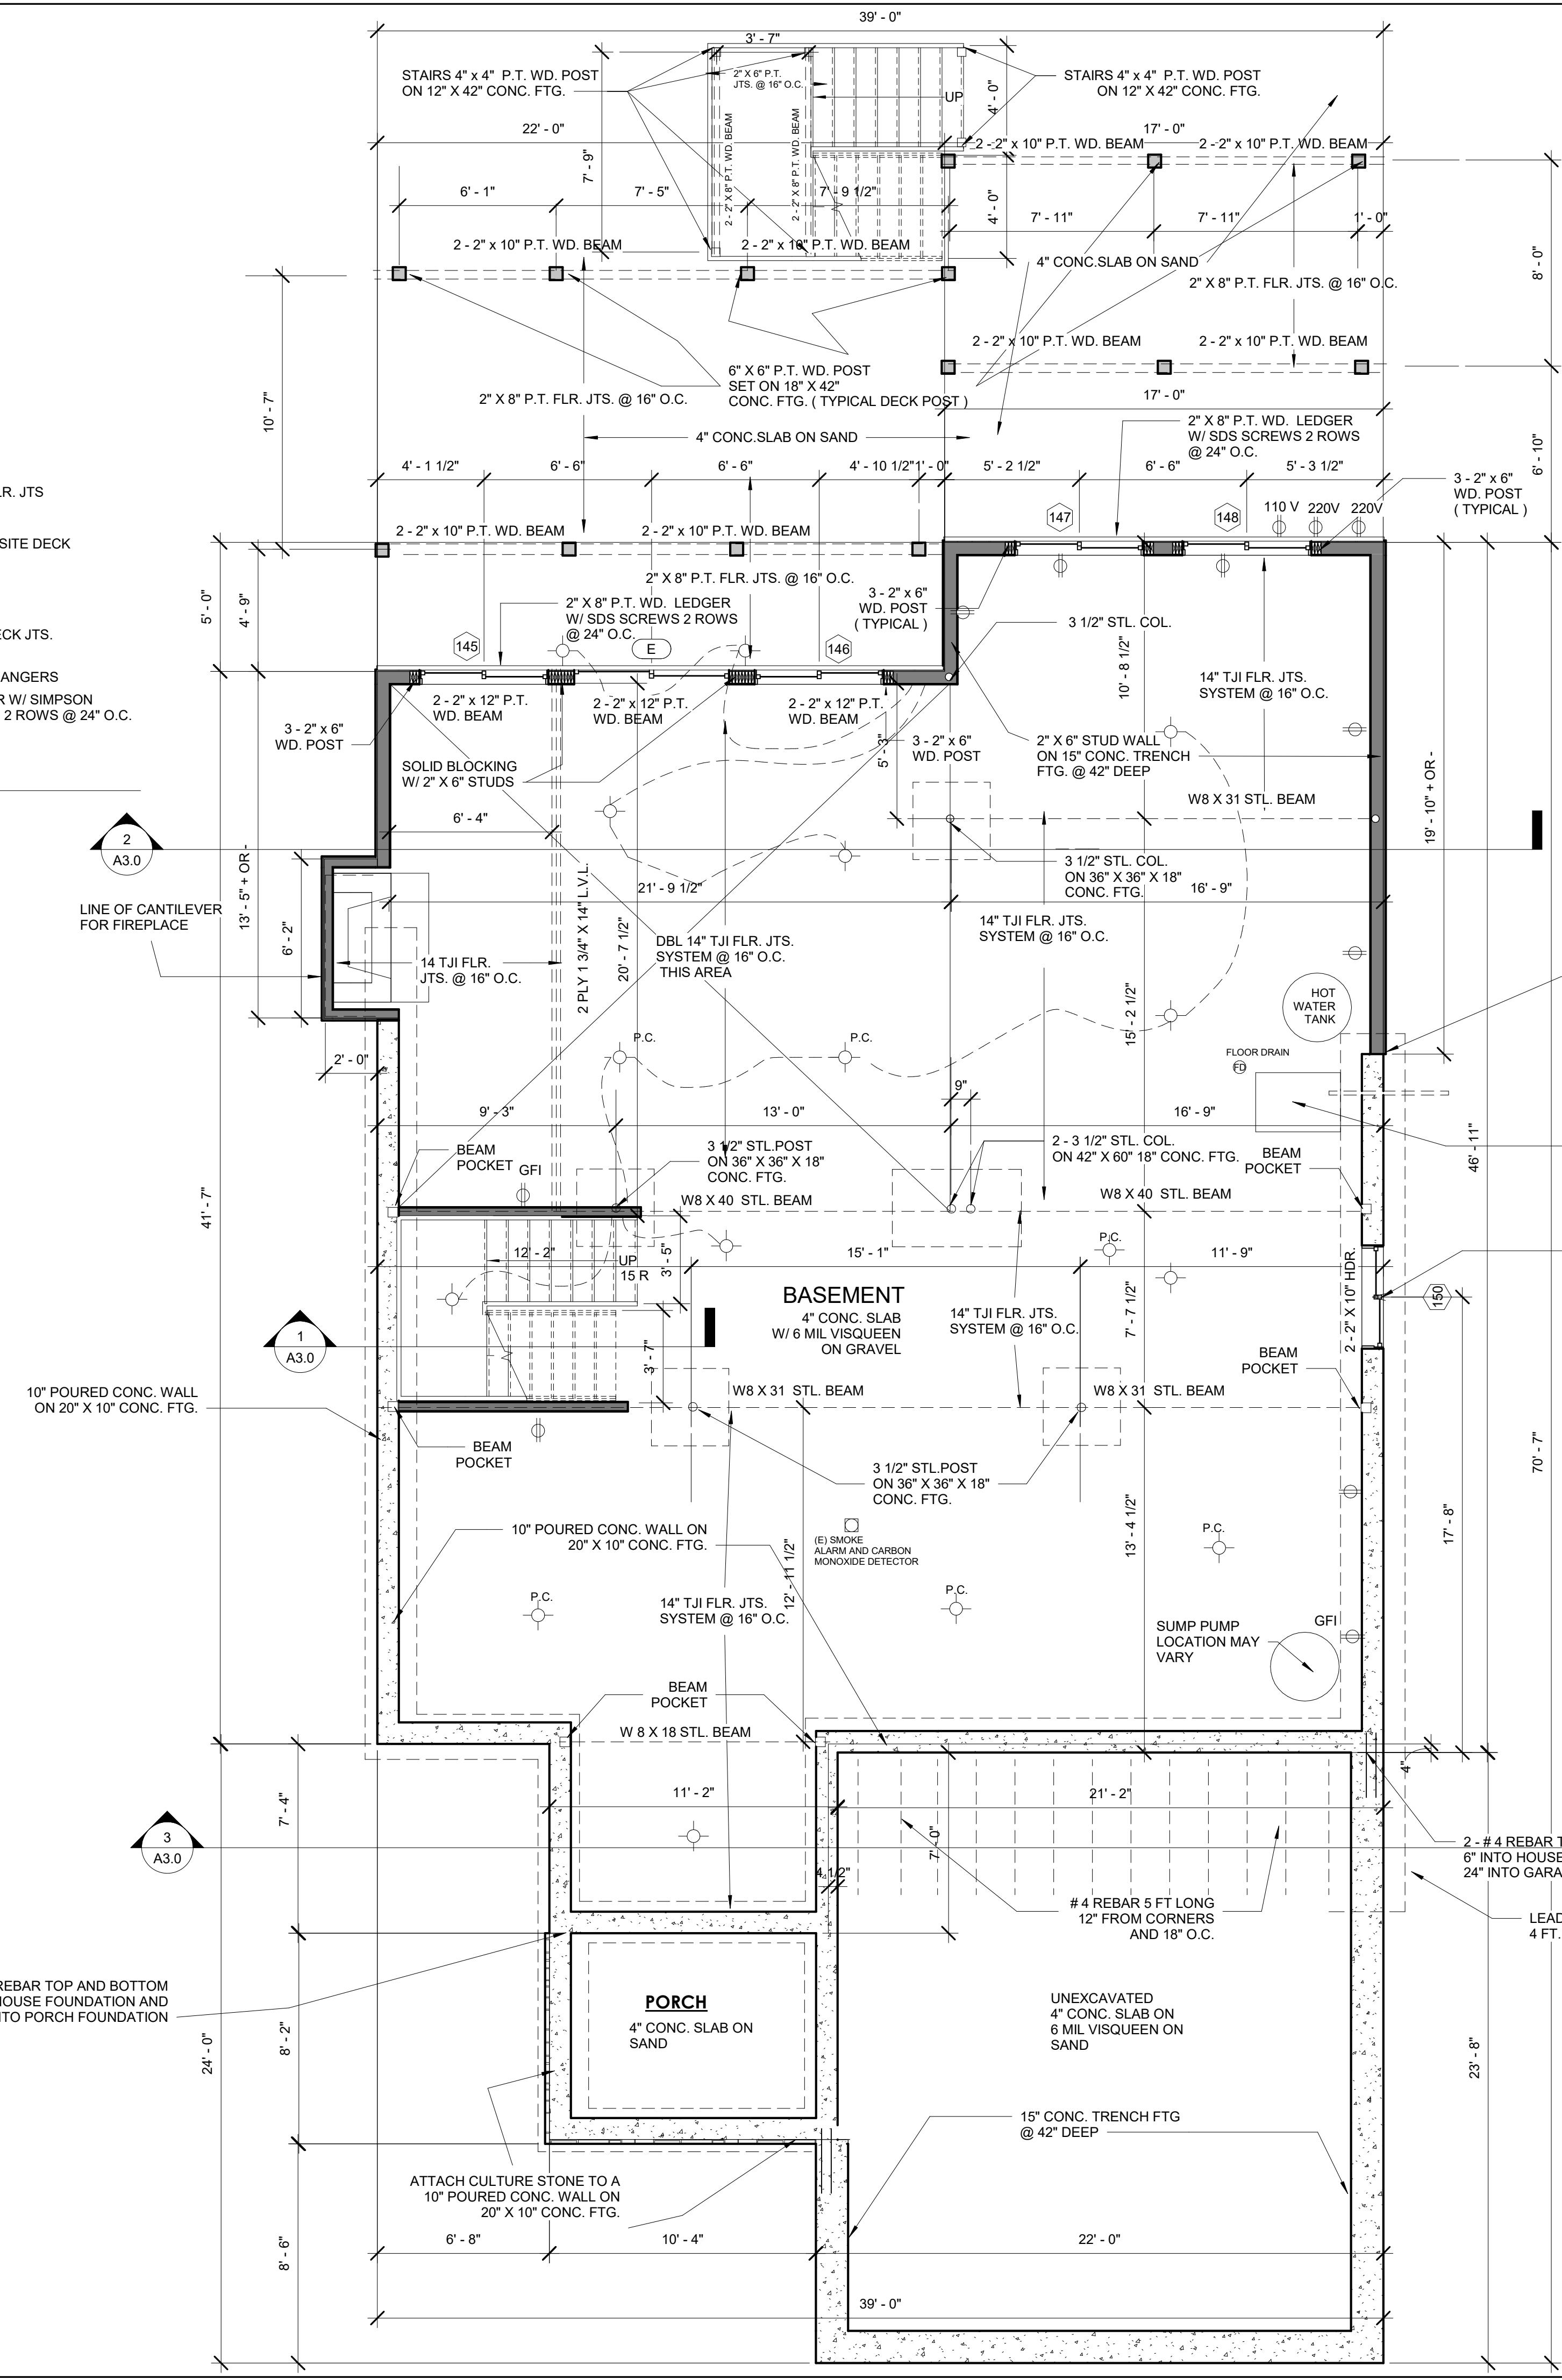 39' - 0"
3' - 7"
STAIRS 4" x 4" P.T. WD. POST
ON 12" X 42" CONC. FTG.
2" X 6" P.T.
JTS. @ 16" O.C.
UP
4' - 0"
STAIRS 4" x 4" P.T. WD. POST
ON 12" X 42" CONC. FTG.
22' - 0"
17' - 0"
7' - 9"
2 - 2" X 8" P.T. WD. BEAM
2 - 2" X 8" P.T. WD. BEAM
2 - 2" x 10" P.T. WD. BEAM
2 - 2" x 10" P.T. WD. BEAM
6' - 1"
7' - 5"
7' - 9 1/2"
4' - 0"
7' - 11"
7' - 11"
1' - 0"
2 - 2" x 10" P.T. WD. BEAM
2 - 2" x 10" P.T. WD. BEAM
4" CONC.SLAB ON SAND
2" X 8" P.T. FLR. JTS. @ 16" O.C.
8' - 0"
2 - 2" x 10" P.T. WD. BEAM
2 - 2" x 10" P.T. WD. BEAM
6" X 6" P.T. WD. POST
SET ON 18" X 42"
CONC. FTG. ( TYPICAL DECK POST )
2" X 8" P.T. FLR. JTS. @ 16" O.C.
10' - 7"
17' - 0"
4" CONC.SLAB ON SAND
2" X 8" P.T. WD. LEDGER
W/ SDS SCREWS 2 ROWS
@ 24" O.C.
6' - 10"
4' - 1 1/2"
6' - 6"
6' - 6"
4' - 10 1/2"
1' - 0"
5' - 2 1/2"
6' - 6"
5' - 3 1/2"
3 - 2" x 6"
WD. POST
( TYPICAL )
LR. JTS
SITE DECK
ECK JTS.
ANGERS
R W/ SIMPSON
2 ROWS @ 24" O.C.
147
148
110 V
220V
220V
2 - 2" x 10" P.T. WD. BEAM
2 - 2" x 10" P.T. WD. BEAM
2" X 8" P.T. FLR. JTS. @ 16" O.C.
5' - 0"
4' - 9"
2" X 8" P.T. WD. LEDGER
W/ SDS SCREWS 2 ROWS
@ 24" O.C.
3 - 2" x 6"
WD. POST
( TYPICAL )
3 1/2" STL. COL.
145
E
146
10' - 8 1/2"
14" TJI FLR. JTS.
SYSTEM @ 16" O.C.
2 - 2" x 12" P.T.
WD. BEAM
2 - 2" x 12" P.T.
WD. BEAM
2 - 2" x 12" P.T.
WD. BEAM
3 - 2" x 6"
WD. POST
3 - 2" x 6"
WD. POST
5' - 3"
2" X 6" STUD WALL
ON 15" CONC. TRENCH
FTG. @ 42" DEEP
SOLID BLOCKING
W/ 2" X 6" STUDS
W8 X 31 STL. BEAM
6' - 4"
19' - 10" + OR -
2
A3.0
13' - 5" + OR -
3 1/2" STL. COL.
ON 36" X 36" X 18"
CONC. FTG.
21' - 9 1/2"
16' - 9"
2 PLY 1 3/4" X 14" L.V.L.
LINE OF CANTILEVER
FOR FIREPLACE
6' - 2"
14" TJI FLR. JTS.
SYSTEM @ 16" O.C.
DBL 14" TJI FLR. JTS.
SYSTEM @ 16" O.C.
THIS AREA
20' - 7 1/2"
14 TJI FLR.
JTS. @ 16" O.C.
HOT
WATER
TANK
15' - 2 1/2"
P.C.
P.C.
2' - 0"
FLOOR DRAIN
FD
9"
9' - 3"
13' - 0"
16' - 9"
BEAM
POCKET
GFI
3 1/2" STL.POST
ON 36" X 36" X 18"
CONC. FTG.
2 - 3 1/2" STL. COL.
ON 42" X 60" 18" CONC. FTG.
BEAM
POCKET
46' - 11"
41' - 7"
W8 X 40 STL. BEAM
W8 X 40 STL. BEAM
12' - 2"
UP
15 R
3' - 5"
15' - 1"
P.C.
11' - 9"
BASEMENT
4" CONC. SLAB
W/ 6 MIL VISQUEEN
ON GRAVEL
14" TJI FLR. JTS.
SYSTEM @ 16" O.C.
7' - 7 1/2"
2 - 2" X 10" HDR.
150
1
A3.0
3' - 7"
BEAM
POCKET
10" POURED CONC. WALL
ON 20" X 10" CONC. FTG.
W8 X 31 STL. BEAM
W8 X 31 STL. BEAM
BEAM
POCKET
70' - 7"
3 1/2" STL.POST
ON 36" X 36" X 18"
CONC. FTG.
17' - 8"
10" POURED CONC. WALL ON
20" X 10" CONC. FTG.
(E) SMOKE
ALARM AND CARBON
MONOXIDE DETECTOR
13' - 4 1/2"
P.C.
12' - 11 1/2"
P.C.
P.C.
14" TJI FLR. JTS.
SYSTEM @ 16" O.C.
SUMP PUMP
LOCATION MAY
VARY
GFI
BEAM
POCKET
W 8 X 18 STL. BEAM
4"
11' - 2"
21' - 2"
7' - 4"
3
A3.0
7' - 0"
4 1/2"
2 - # 4 REBAR T
6" INTO HOUSE
24" INTO GARA
# 4 REBAR 5 FT LONG
12" FROM CORNERS
AND 18" O.C.
LEAD
4 FT.
REBAR TOP AND BOTTOM
HOUSE FOUNDATION AND
NTO PORCH FOUNDATION
PORCH
4" CONC. SLAB ON
SAND
UNEXCAVATED
4" CONC. SLAB ON
6 MIL VISQUEEN ON
SAND
24' - 0"
8' - 2"
23' - 8"
15" CONC. TRENCH FTG
@ 42" DEEP
ATTACH CULTURE STONE TO A
10" POURED CONC. WALL ON
20" X 10" CONC. FTG.
8' - 6"
6' - 8"
10' - 4"
22' - 0"
39' - 0"